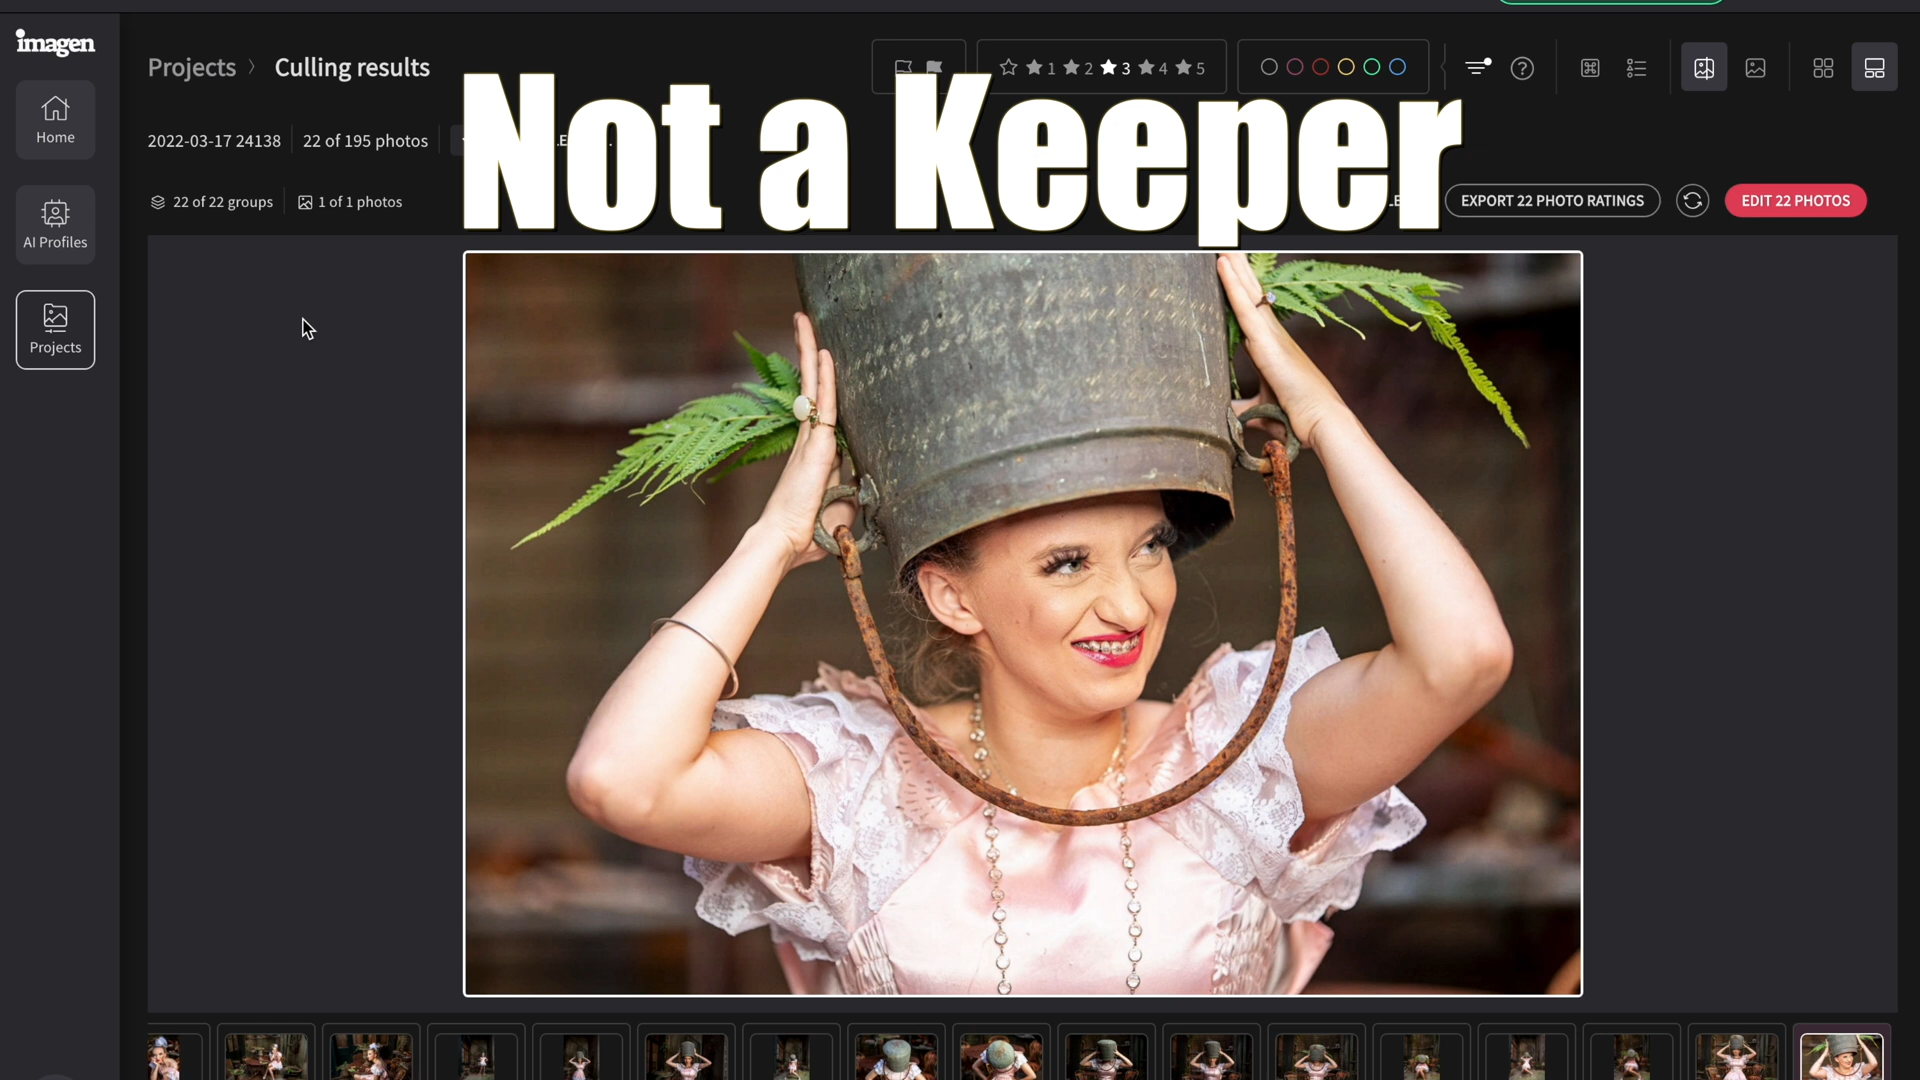 imagen
Projects > Culling results
1 2 3 4 5
Not a Keeper
Home
2022-03-17 24138
22 of 195 photos
22 of 22 groups
1 of 1 photos
EXPORT 22 PHOTO RATINGS
EDIT 22 PHOTOS
AI Profiles
Projects